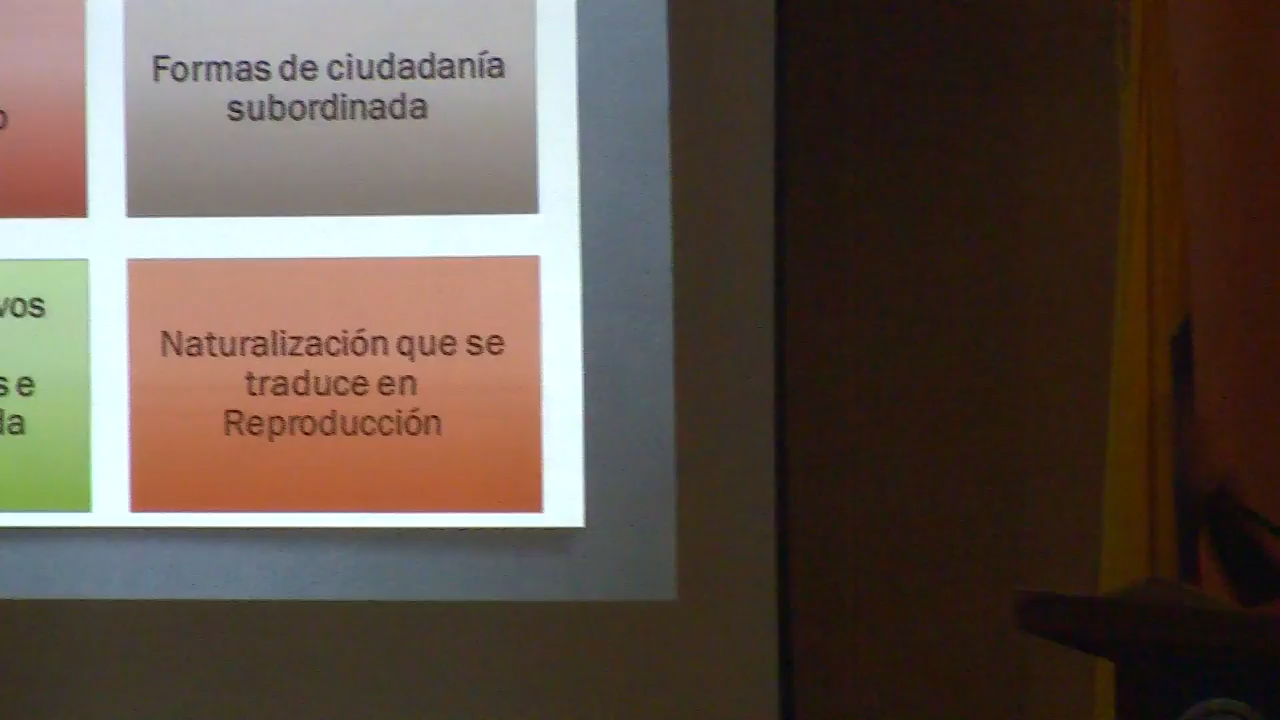 Formas de ciudadanía
subordinada
Naturalización que se
traduce en
Reproducción